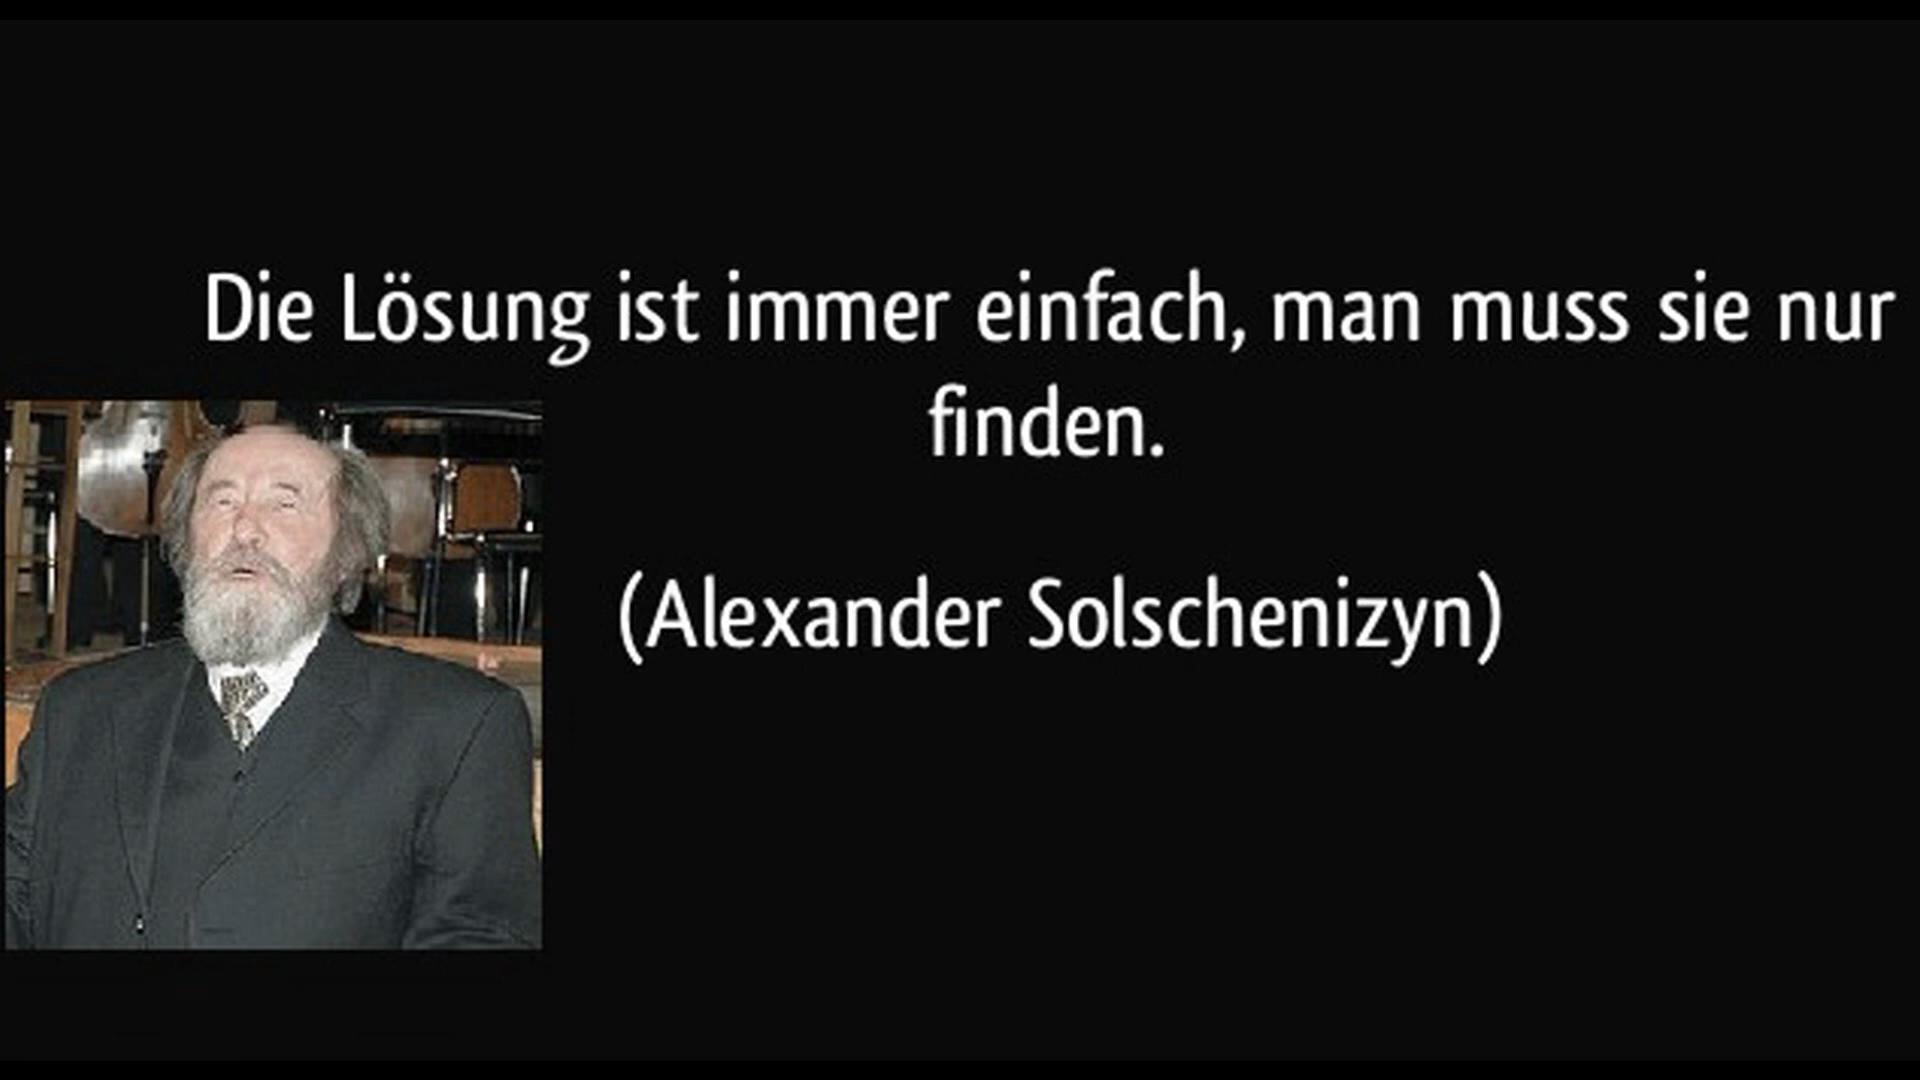 Die Lösung ist immer einfach, man muss sie nur
finden.
(Alexander Solschenizyn)